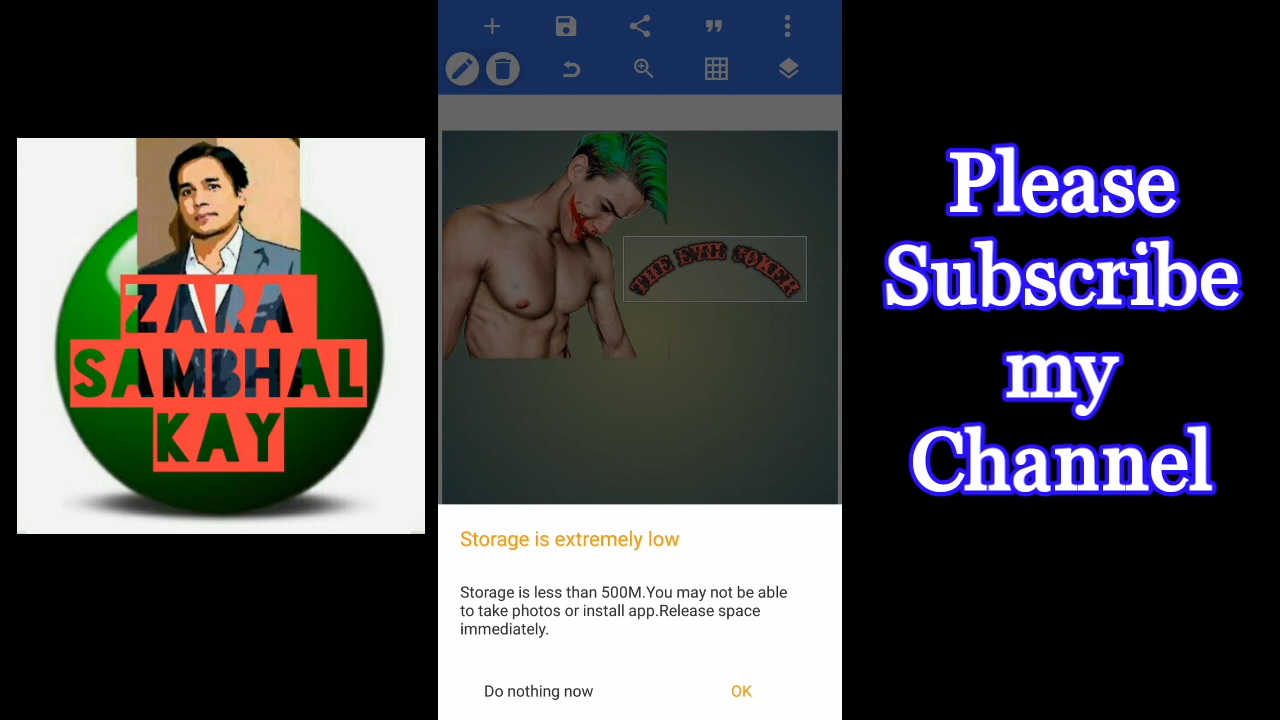 ZARA
SAMBHAL
KAY
THE EVIL JOKER
Storage is extremely low
Storage is less than 500M.You may not be able
to take photos or install app.Release space
immediately.
Do nothing now
OK
Please
Subscribe
my
Channel